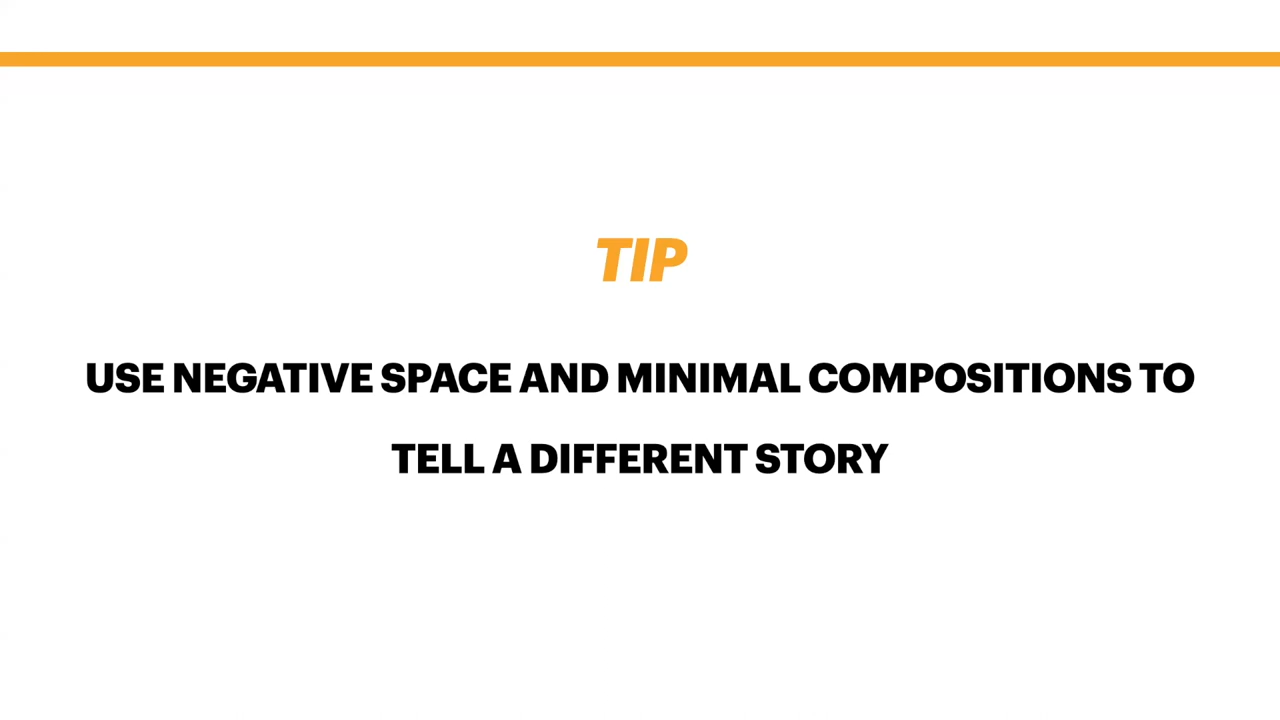 TIP
USE NEGATIVE SPACE AND MINIMAL COMPOSITIONS TO
TELL A DIFFERENT STORY